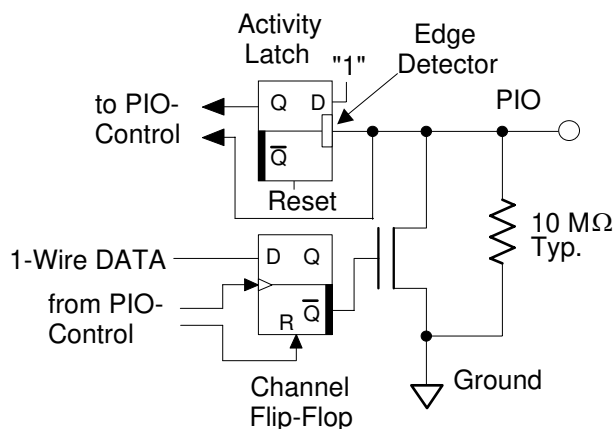 Activity
Latch
Edge
Detector
"1"
PIO
to PIO-
Control
Q D
Q̅
Reset
10 MΩ
Typ.
1-Wire DATA
D Q
from PIO-
Control
R Q̅
Ground
Channel
Flip-Flop